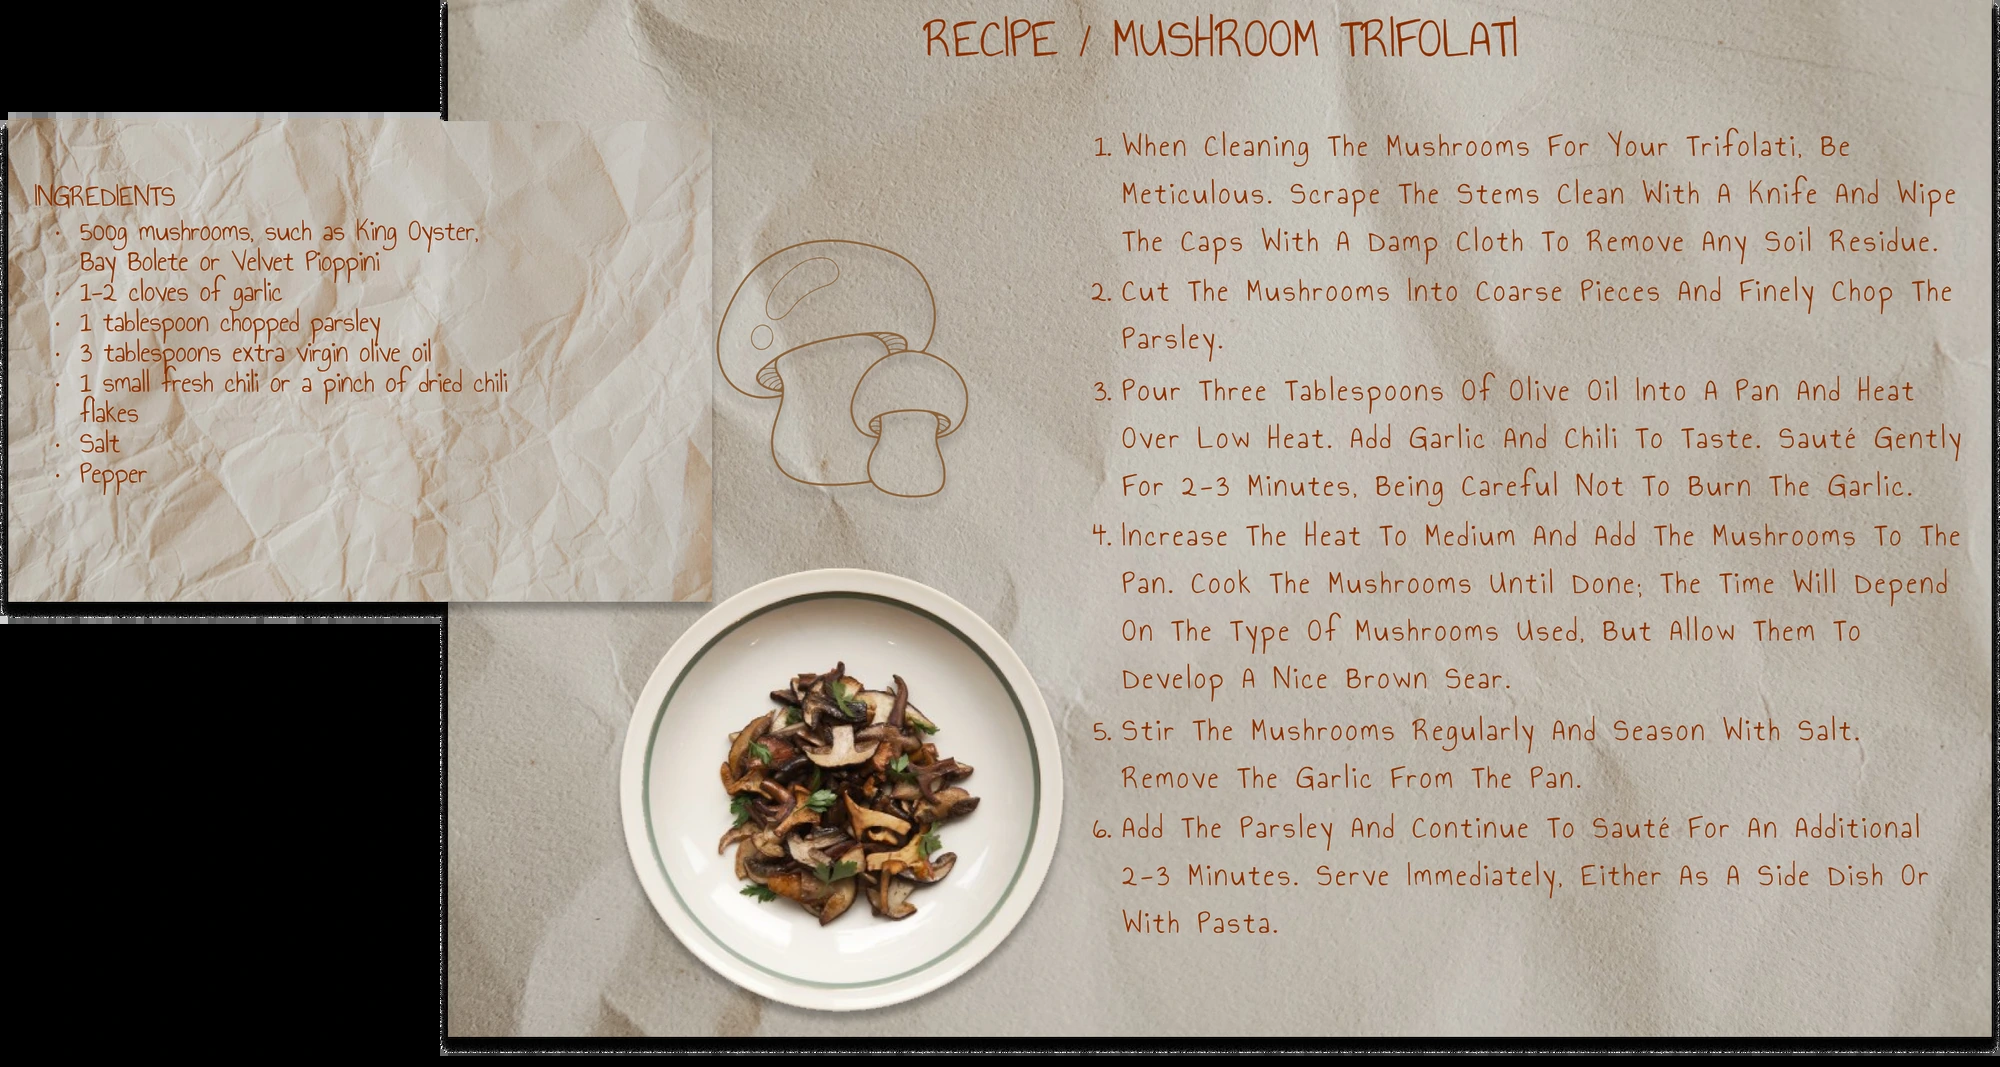 RECIPE / MUSHROOM TRIFOLATI
INGREDIENTS
· 500g mushrooms, such as King Oyster,
Bay Bolete or Velvet Pioppini
· 1-2 cloves of garlic
· 1 tablespoon chopped parsley
· 3 tablespoons extra virgin olive oil
· 1 small fresh chili or a pinch of dried chili
flakes
· Salt
· Pepper
1. When Cleaning The Mushrooms For Your Trifolati, Be
Meticulous. Scrape The Stems Clean With A Knife And Wipe
The Caps With A Damp Cloth To Remove Any Soil Residue.
2. Cut The Mushrooms Into Coarse Pieces And Finely Chop The
Parsley.
3. Pour Three Tablespoons Of Olive Oil Into A Pan And Heat
Over Low Heat. Add Garlic And Chili To Taste. Sauté Gently
For 2-3 Minutes, Being Careful Not To Burn The Garlic.
4. Increase The Heat To Medium And Add The Mushrooms To The
Pan. Cook The Mushrooms Until Done; The Time Will Depend
On The Type Of Mushrooms Used, But Allow Them To
Develop A Nice Brown Sear.
5. Stir The Mushrooms Regularly And Season With Salt.
Remove The Garlic From The Pan.
6. Add The Parsley And Continue To Sauté For An Additional
2-3 Minutes. Serve Immediately, Either As A Side Dish Or
With Pasta.